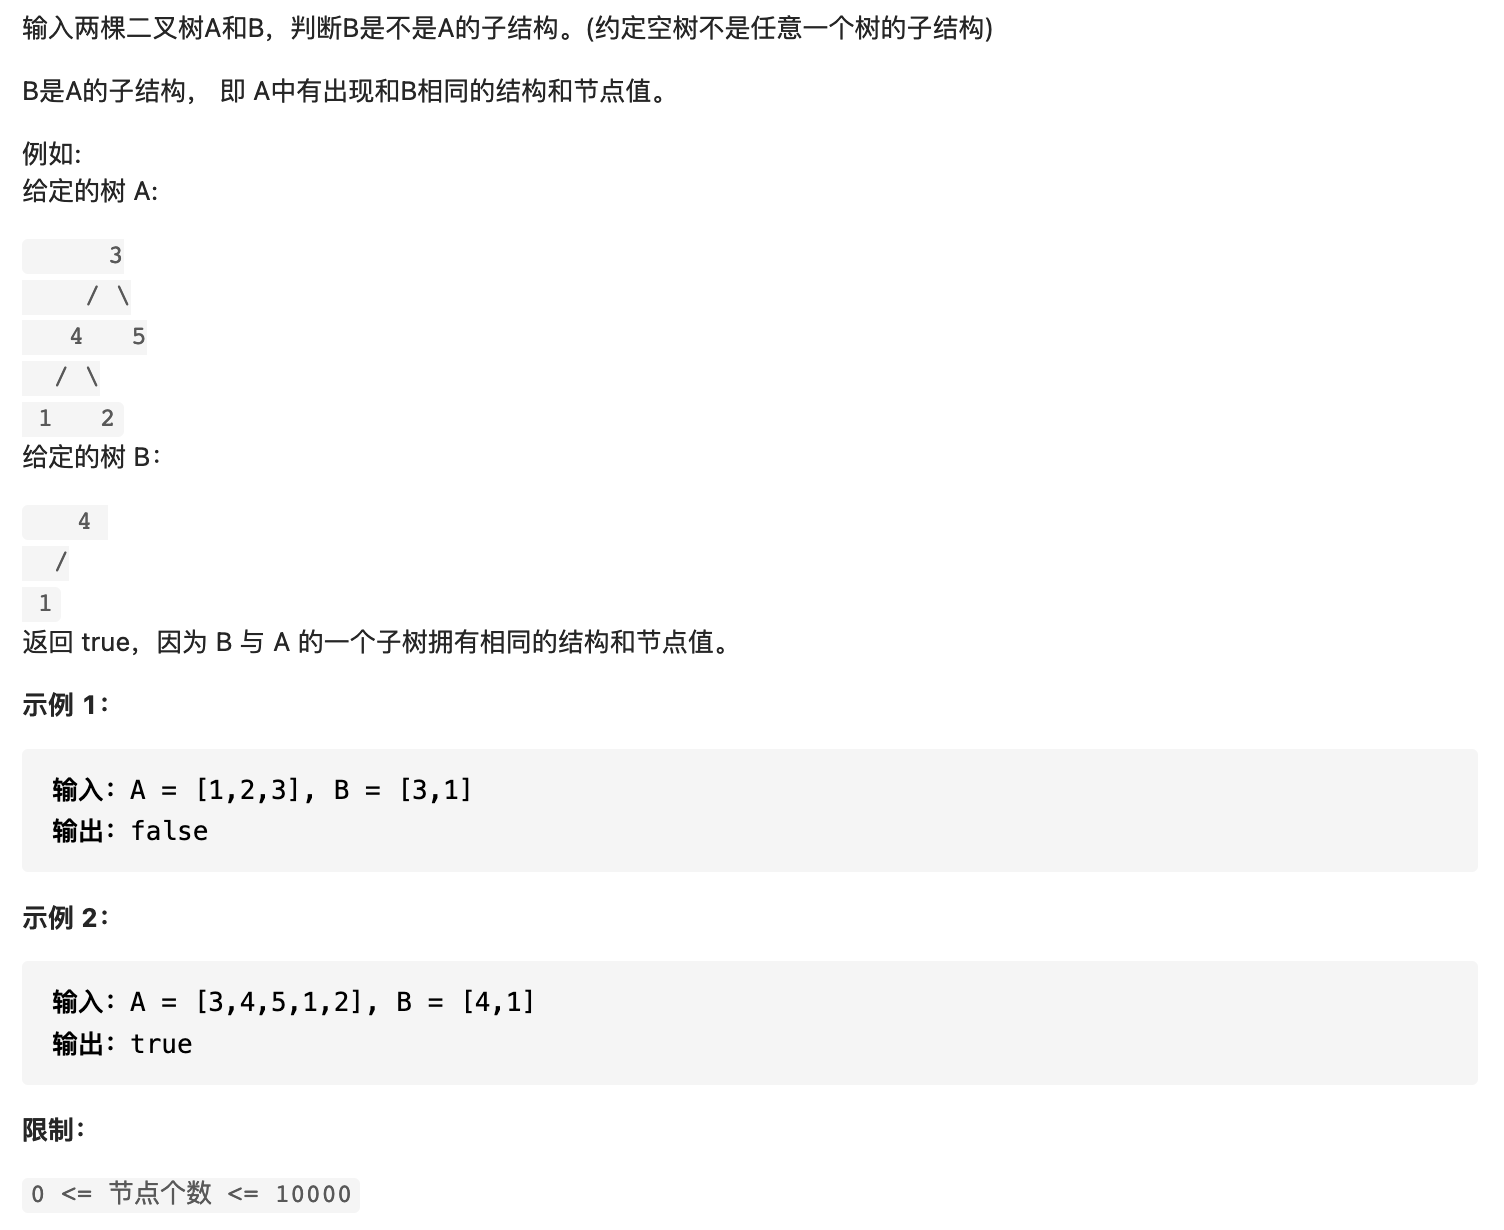 输入两棵二叉树A和B，判断B是不是A的子结构。(约定空树不是任意一个树的子结构)
B是A的子结构， 即 A中有出现和B相同的结构和节点值。
例如:
给定的树 A:
3
/ \
4    5
/ \
1    2
给定的树 B：
4
/
1
返回 true，因为 B 与 A 的一个子树拥有相同的结构和节点值。
示例 1：
输入：A = [1,2,3], B = [3,1]
输出：false
示例 2：
输入：A = [3,4,5,1,2], B = [4,1]
输出：true
限制：
0 <= 节点个数 <= 10000